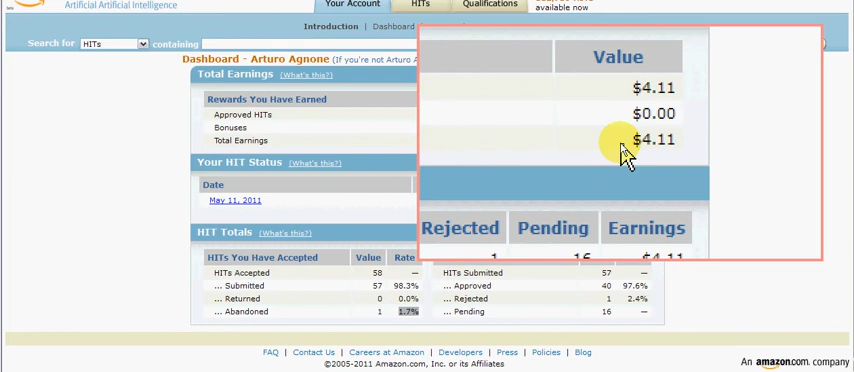 Artificial Artificial Intelligence
Your Account HITs Qualifications
available now
Introduction | Dashboard
Search for HITs containing
Dashboard - Arturo Agnone (If you're not Arturo A
Total Earnings (What's this?)
Rewards You Have Earned
Value
Approved HITs
$4.11
Bonuses
$0.00
Total Earnings
$4.11
Your HIT Status (What's this?)
Date
May 11, 2011
Rejected Pending Earnings
1 16 $4.11
HIT Totals (What's this?)
HITs You Have Accepted Value Rate
HITs Accepted 58 —
HITs Submitted 57 —
... Submitted 57 98.3%
... Approved 40 97.6%
... Returned 0 0.0%
... Rejected 1 2.4%
... Abandoned 1 1.7%
... Pending 16 —
FAQ | Contact Us | Careers at Amazon | Developers | Press | Policies | Blog
©2005-2011 Amazon.com, Inc. or its Affiliates
An amazon.com. company